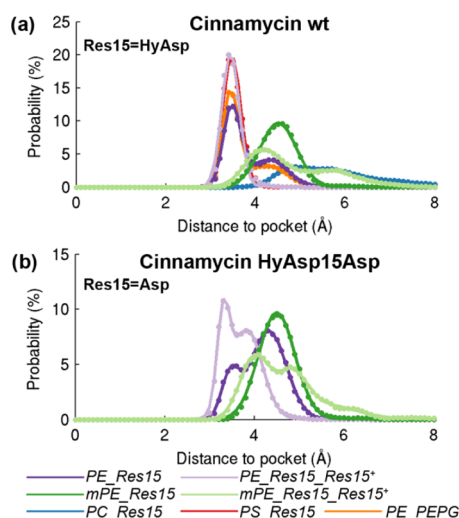 (a) Cinnamycin wt
Res15=HyAsp
25
20
15
10
5
0
Probability (%)
0 2 4 6 8
Distance to pocket (Å)
(b) Cinnamycin HyAsp15Asp
Res15=Asp
15
10
5
0
Probability (%)
0 2 4 6 8
Distance to pocket (Å)
PE_Res15 PE_Res15_Res15⁺
mPE_Res15 mPE_Res15_Res15⁺
PC_Res15 PS_Res15 PE_PEPG